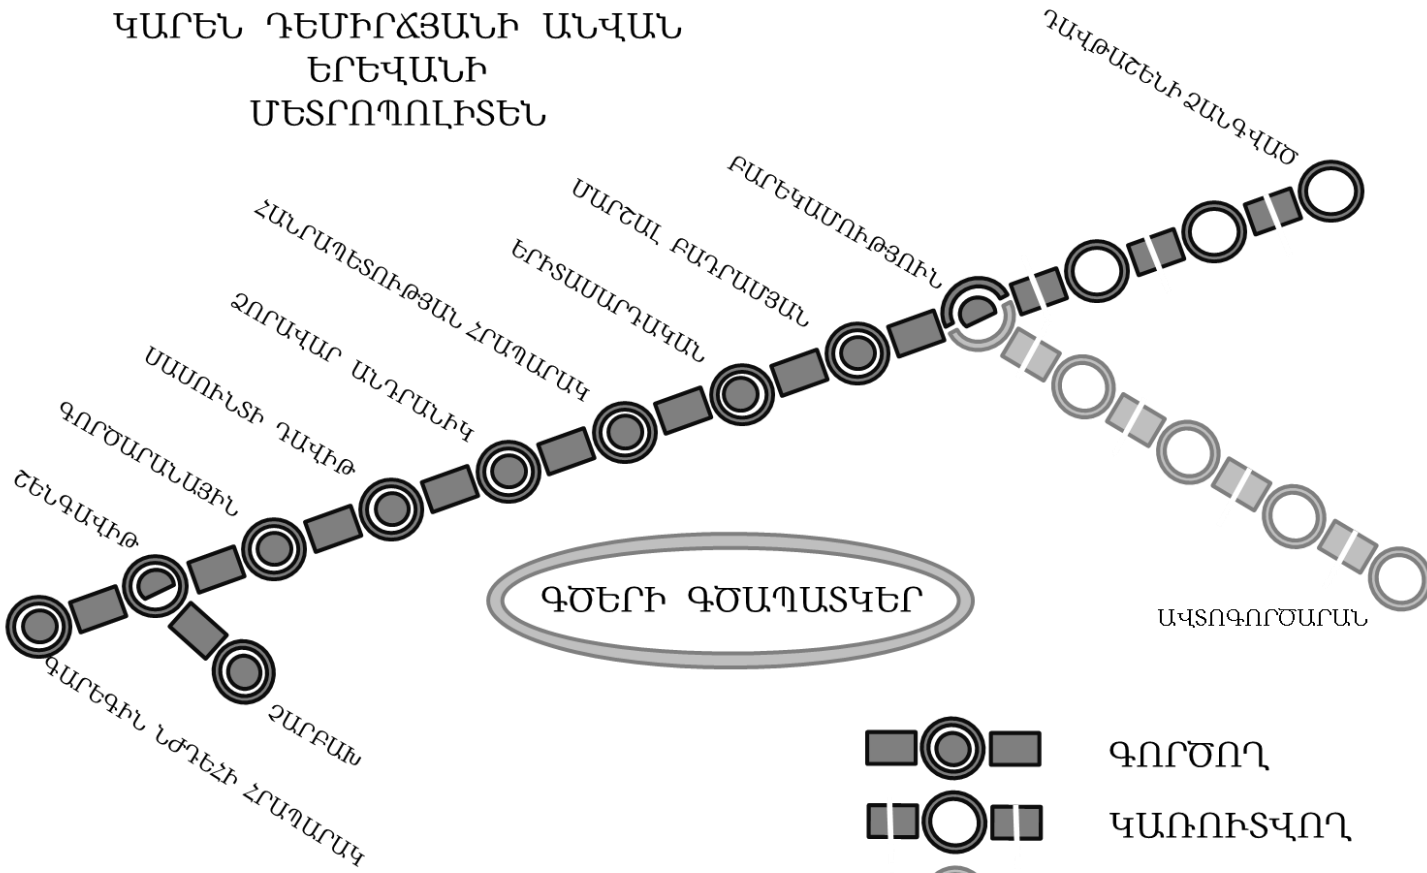 ԿԱՐԵՆ ԴԵՄԻՐՃՅԱՆԻ ԱՆՎԱՆ
ԵՐԵՎԱՆԻ
ՄԵՏՐՈՊՈԼԻՏԵՆ
ԴԱՎԹԱՇԵՆԻ ԶԱՆԳՎԱԾ
ԲԱՐԵԿԱՄՈՒԹՅՈՒՆ
ՄԱՐՇԱԼ ԲԱՂՐԱՄՅԱՆ
ԵՐԻՏԱՍԱՐԴԱԿԱՆ
ՀԱՆՐԱՊԵՏՈՒԹՅԱՆ ՀՐԱՊԱՐԱԿ
ԶՈՐԱՎԱՐ ԱՆԴՐԱՆԻԿ
ՍԱՍՈՒՆՑԻ ԴԱՎԻԹ
ԳՈՐԾԱՐԱՆԱՅԻՆ
ՇԵՆԳԱՎԻԹ
ԳԱՐԵԳԻՆ ՆԺԴԵՀԻ ՀՐԱՊԱՐԱԿ
ՉԱՐԲԱԽ
ԳԾԵՐԻ ԳԾԱՊԱՏԿԵՐ
ԱՎՏՈԳՈՐԾԱՐԱՆ
ԳՈՐԾՈՂ
ԿԱՌՈՒՑՎՈՂ